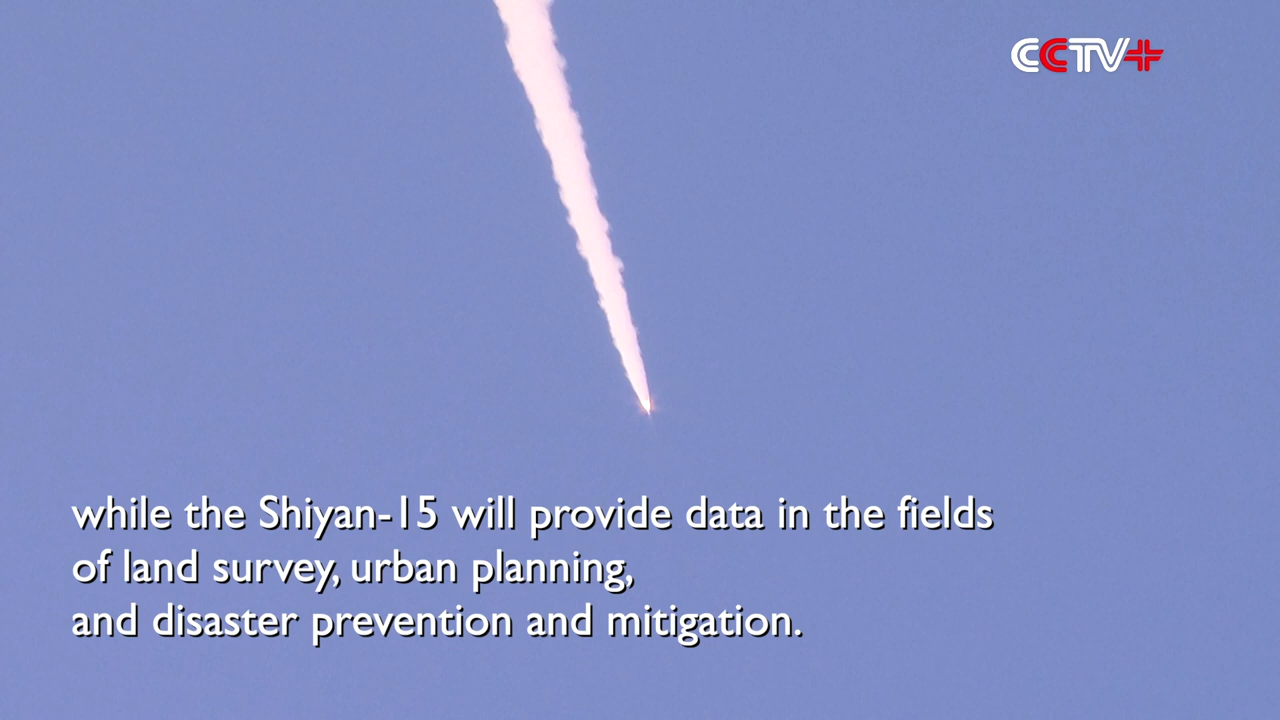 CCTV+
while the Shiyan-15 will provide data in the fields
of land survey, urban planning,
and disaster prevention and mitigation.